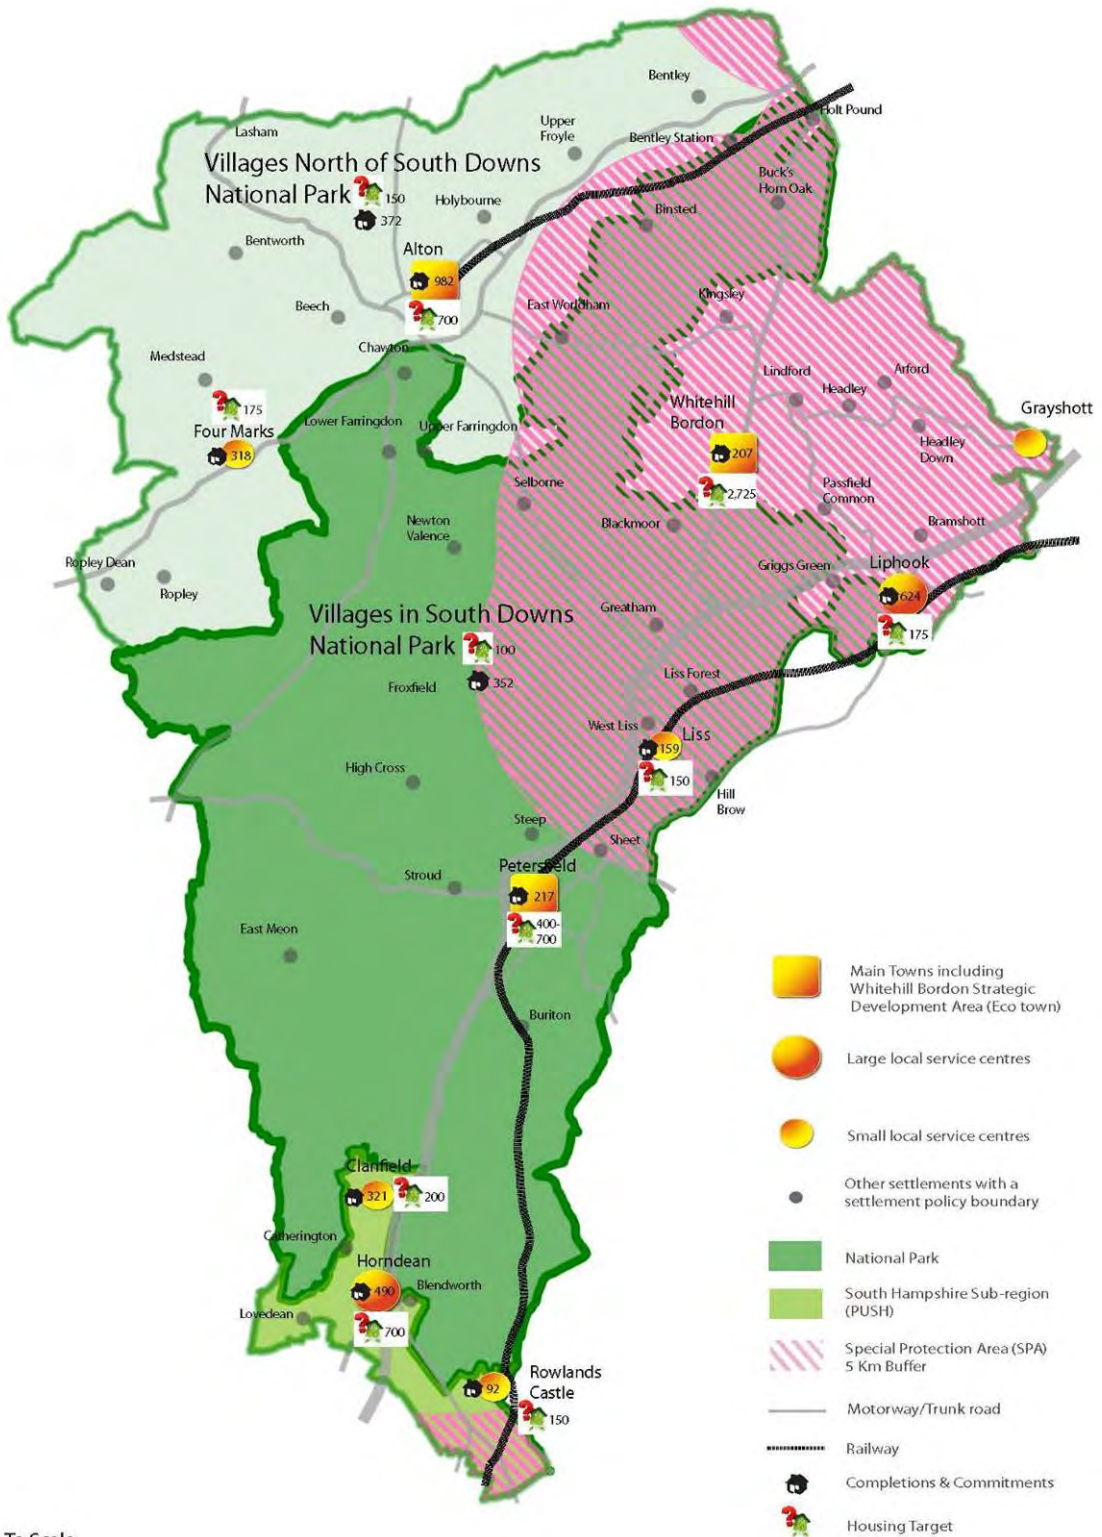 Bentley
Holt Pound
Upper
Froyle
Lasham
Bentley Station
Villages North of South Downs
National Park
150
372
Buck's
Horn Oak
Holybourne
Binsted
Bentworth
Alton
982
700
Kingsley
East Worldham
Beech
Chawton
Medstead
175
Four Marks
318
Lindford
Headley
Arford
Whitehill
Bordon
207
2,725
Grayshott
Lower Farringdon
Upper Farringdon
Headley
Down
Selborne
Passfield
Common
Newton
Valence
Blackmoor
Bramshott
Ropley Dean
Ropley
Griggs Green
Liphook
624
175
Villages in South Downs
National Park
100
352
Greatham
Froxfield
Liss Forest
West Liss
Liss
159
150
High Cross
Hill
Brow
Steep
Sheet
Petersfield
217
400-
700
Stroud
East Meon
Buriton
Clanfield
321
200
Catherington
Horndean
490
700
Blendworth
Lovedean
Rowlands
Castle
92
150
Main Towns including
Whitehill Bordon Strategic
Development Area (Eco town)
Large local service centres
Small local service centres
Other settlements with a
settlement policy boundary
National Park
South Hampshire Sub-region
(PUSH)
Special Protection Area (SPA)
5 Km Buffer
Motorway/Trunk road
Railway
Completions & Commitments
Housing Target
To Scale